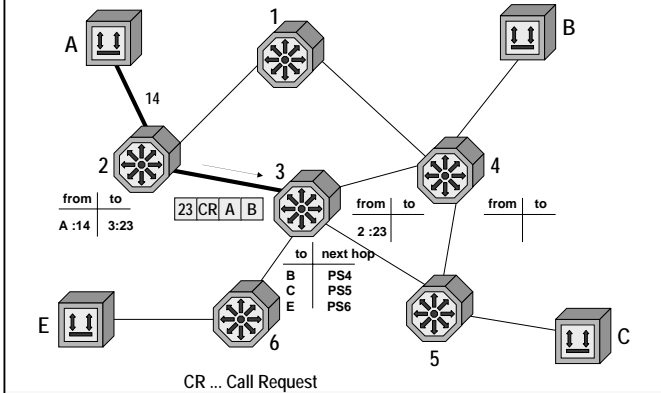 A
1
B
14
2
3
4
from to
A :14 3:23
23 CR A B
from to
2 :23
from to
to next hop
B PS4
C PS5
E PS6
E
6
5
C
CR ... Call Request